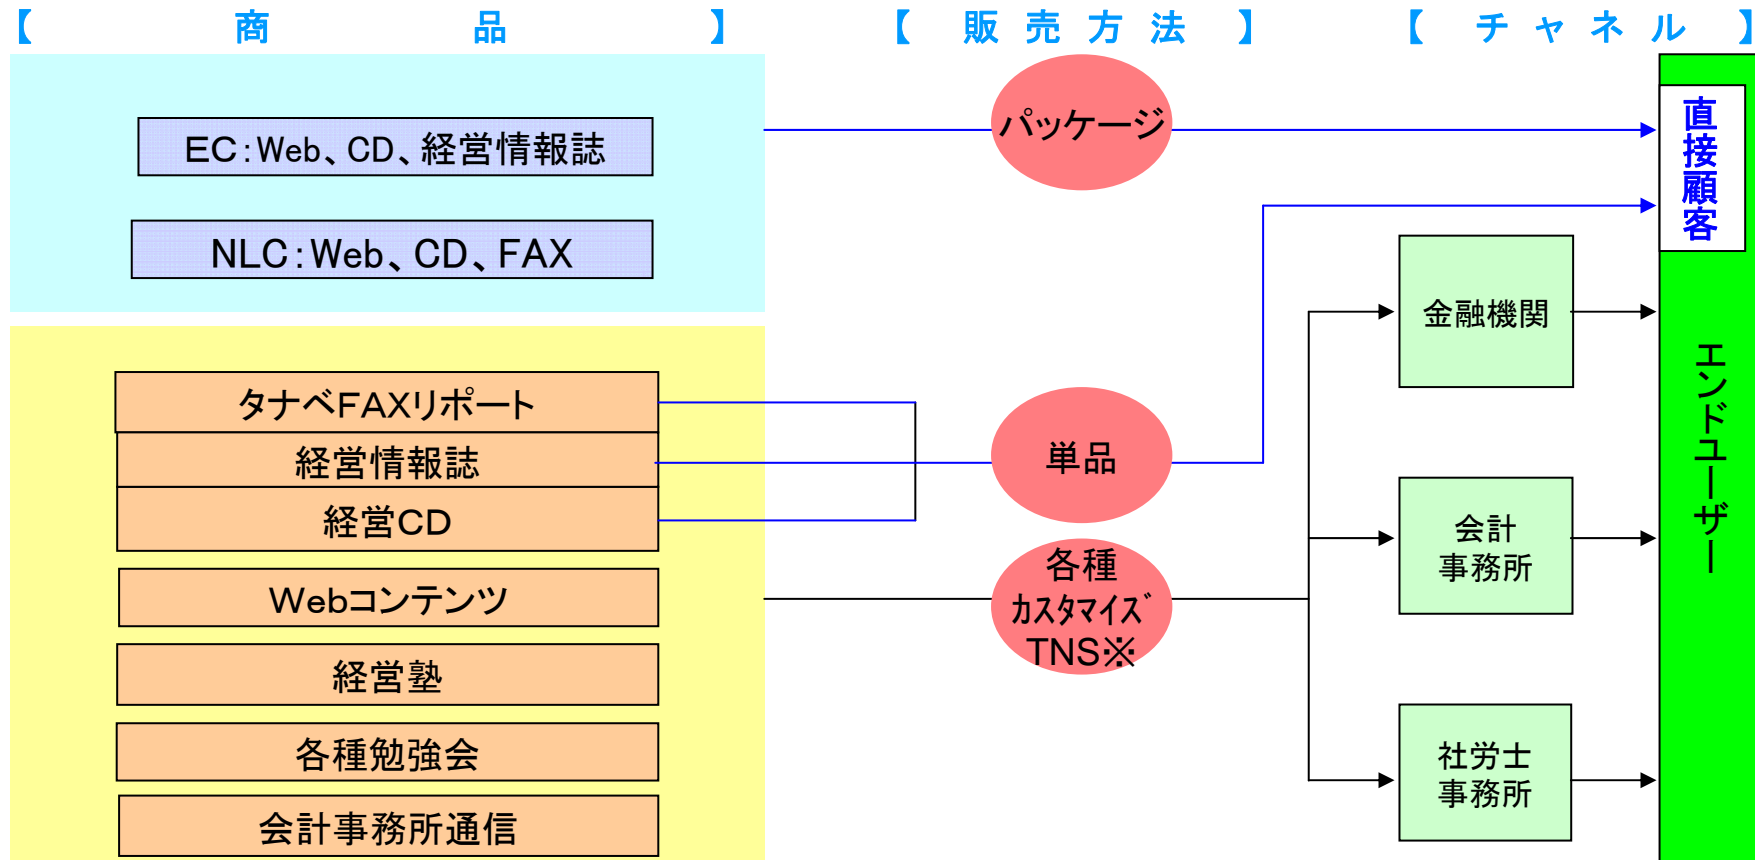 【 商 品 】
【 販 売 方 法 】
【 チ ャ ネ ル 】
EC:Web、CD、経営情報誌
NLC:Web、CD、FAX
タナベFAXリポート
経営情報誌
経営CD
Webコンテンツ
経営塾
各種勉強会
会計事務所通信
パッケージ
単品
各種
カスタマイズ
TNS※
金融機関
会計
事務所
社労士
事務所
直接顧客
エンドユーザー